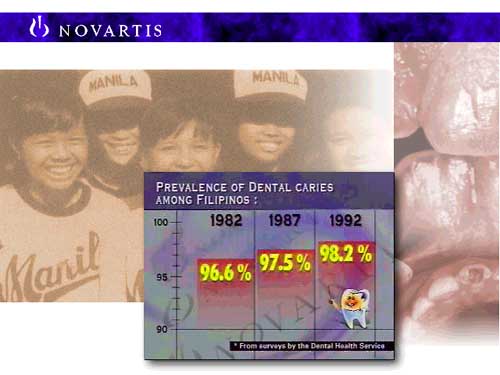 NOVARTIS
MANILA
MANILA
Manil
PREVALENCE OF DENTAL CARIES
AMONG FILIPINOS :
1982 1987 1992
100
96.6 % 97.5 % 98.2 %
95
90
NOVARTIS
* From surveys by the Dental Health Service